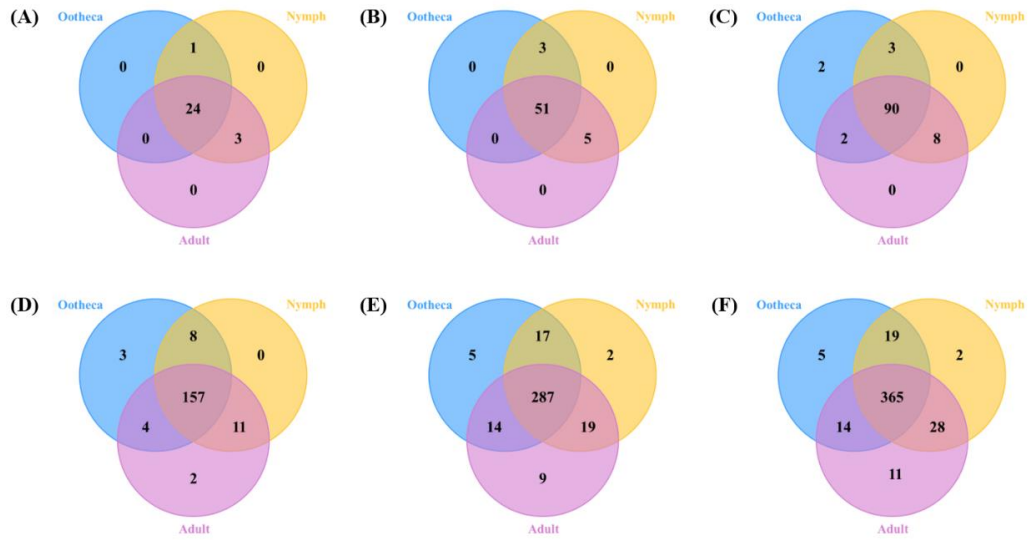 (A)
Ootheca
Nymph
1
0
0
24
0
3
0
Adult
(B)
Ootheca
Nymph
3
0
0
51
0
5
0
Adult
(C)
Ootheca
Nymph
3
2
0
90
2
8
0
Adult
(D)
Ootheca
Nymph
8
3
0
157
4
11
2
Adult
(E)
Ootheca
Nymph
17
5
2
287
14
19
9
Adult
(F)
Ootheca
Nymph
19
5
2
365
14
28
11
Adult